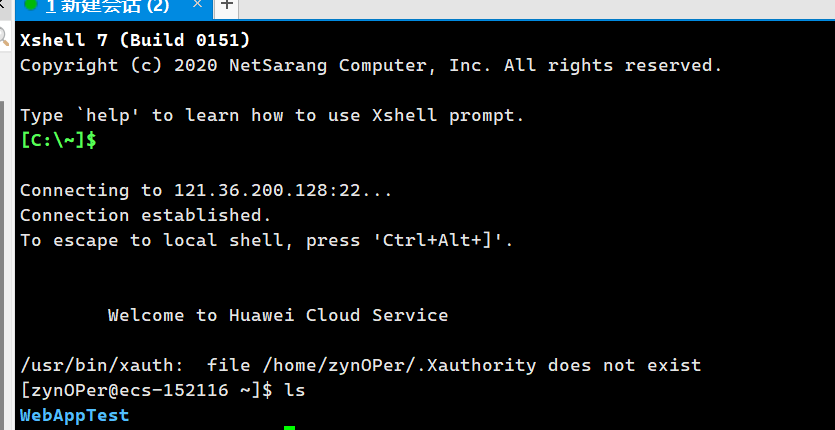 1 新建会话 (2) × +
Xshell 7 (Build 0151)
Copyright (c) 2020 NetSarang Computer, Inc. All rights reserved.
Type `help' to learn how to use Xshell prompt.
[C:\~]$
Connecting to 121.36.200.128:22...
Connection established.
To escape to local shell, press 'Ctrl+Alt+]'.
Welcome to Huawei Cloud Service
/usr/bin/xauth:  file /home/zynOPer/.Xauthority does not exist
[zynOPer@ecs-152116 ~]$ ls
WebAppTest